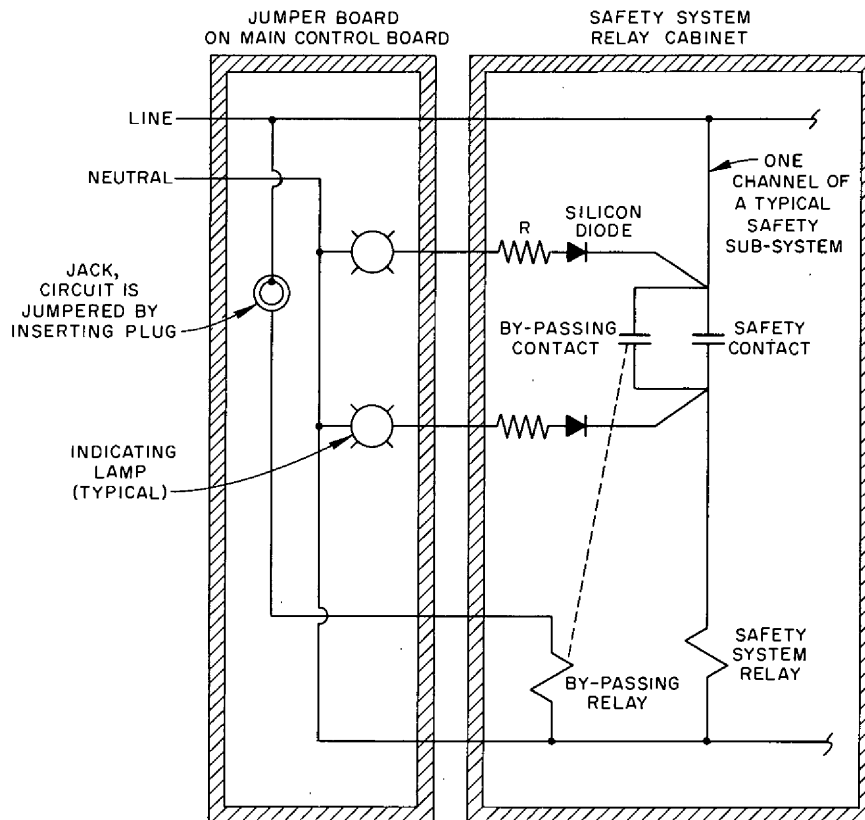 JUMPER BOARD
ON MAIN CONTROL BOARD
SAFETY SYSTEM
RELAY CABINET
LINE
NEUTRAL
ONE
CHANNEL OF
A TYPICAL
SAFETY
SUB-SYSTEM
R
SILICON
DIODE
JACK,
CIRCUIT IS
JUMPERED BY
INSERTING PLUG
BY-PASSING
CONTACT
SAFETY
CONTACT
INDICATING
LAMP
(TYPICAL)
BY-PASSING
RELAY
SAFETY
SYSTEM
RELAY